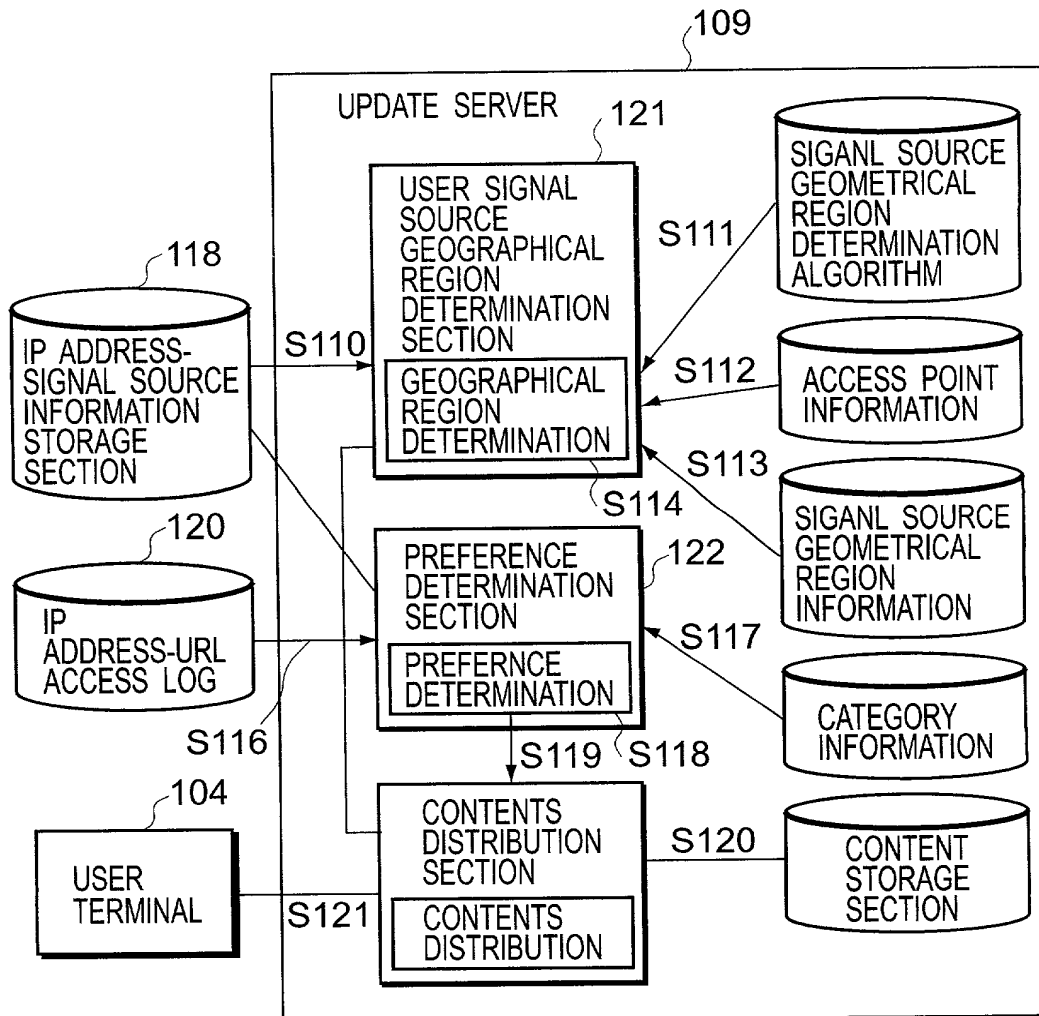 109
UPDATE SERVER
121
USER SIGNAL
SOURCE
GEOGRAPHICAL
REGION
DETERMINATION
SECTION
GEOGRAPHICAL
REGION
DETERMINATION
S114
SIGANL SOURCE
GEOMETRICAL
REGION
DETERMINATION
ALGORITHM
S111
118
IP ADDRESS-
SIGNAL SOURCE
INFORMATION
STORAGE
SECTION
S110
S112
ACCESS POINT
INFORMATION
S113
SIGANL SOURCE
GEOMETRICAL
REGION
INFORMATION
120
IP
ADDRESS-URL
ACCESS LOG
S116
122
PREFERENCE
DETERMINATION
SECTION
PREFERNCE
DETERMINATION
S117
CATEGORY
INFORMATION
S119
S118
104
USER
TERMINAL
S121
CONTENTS
DISTRIBUTION
SECTION
CONTENTS
DISTRIBUTION
S120
CONTENT
STORAGE
SECTION